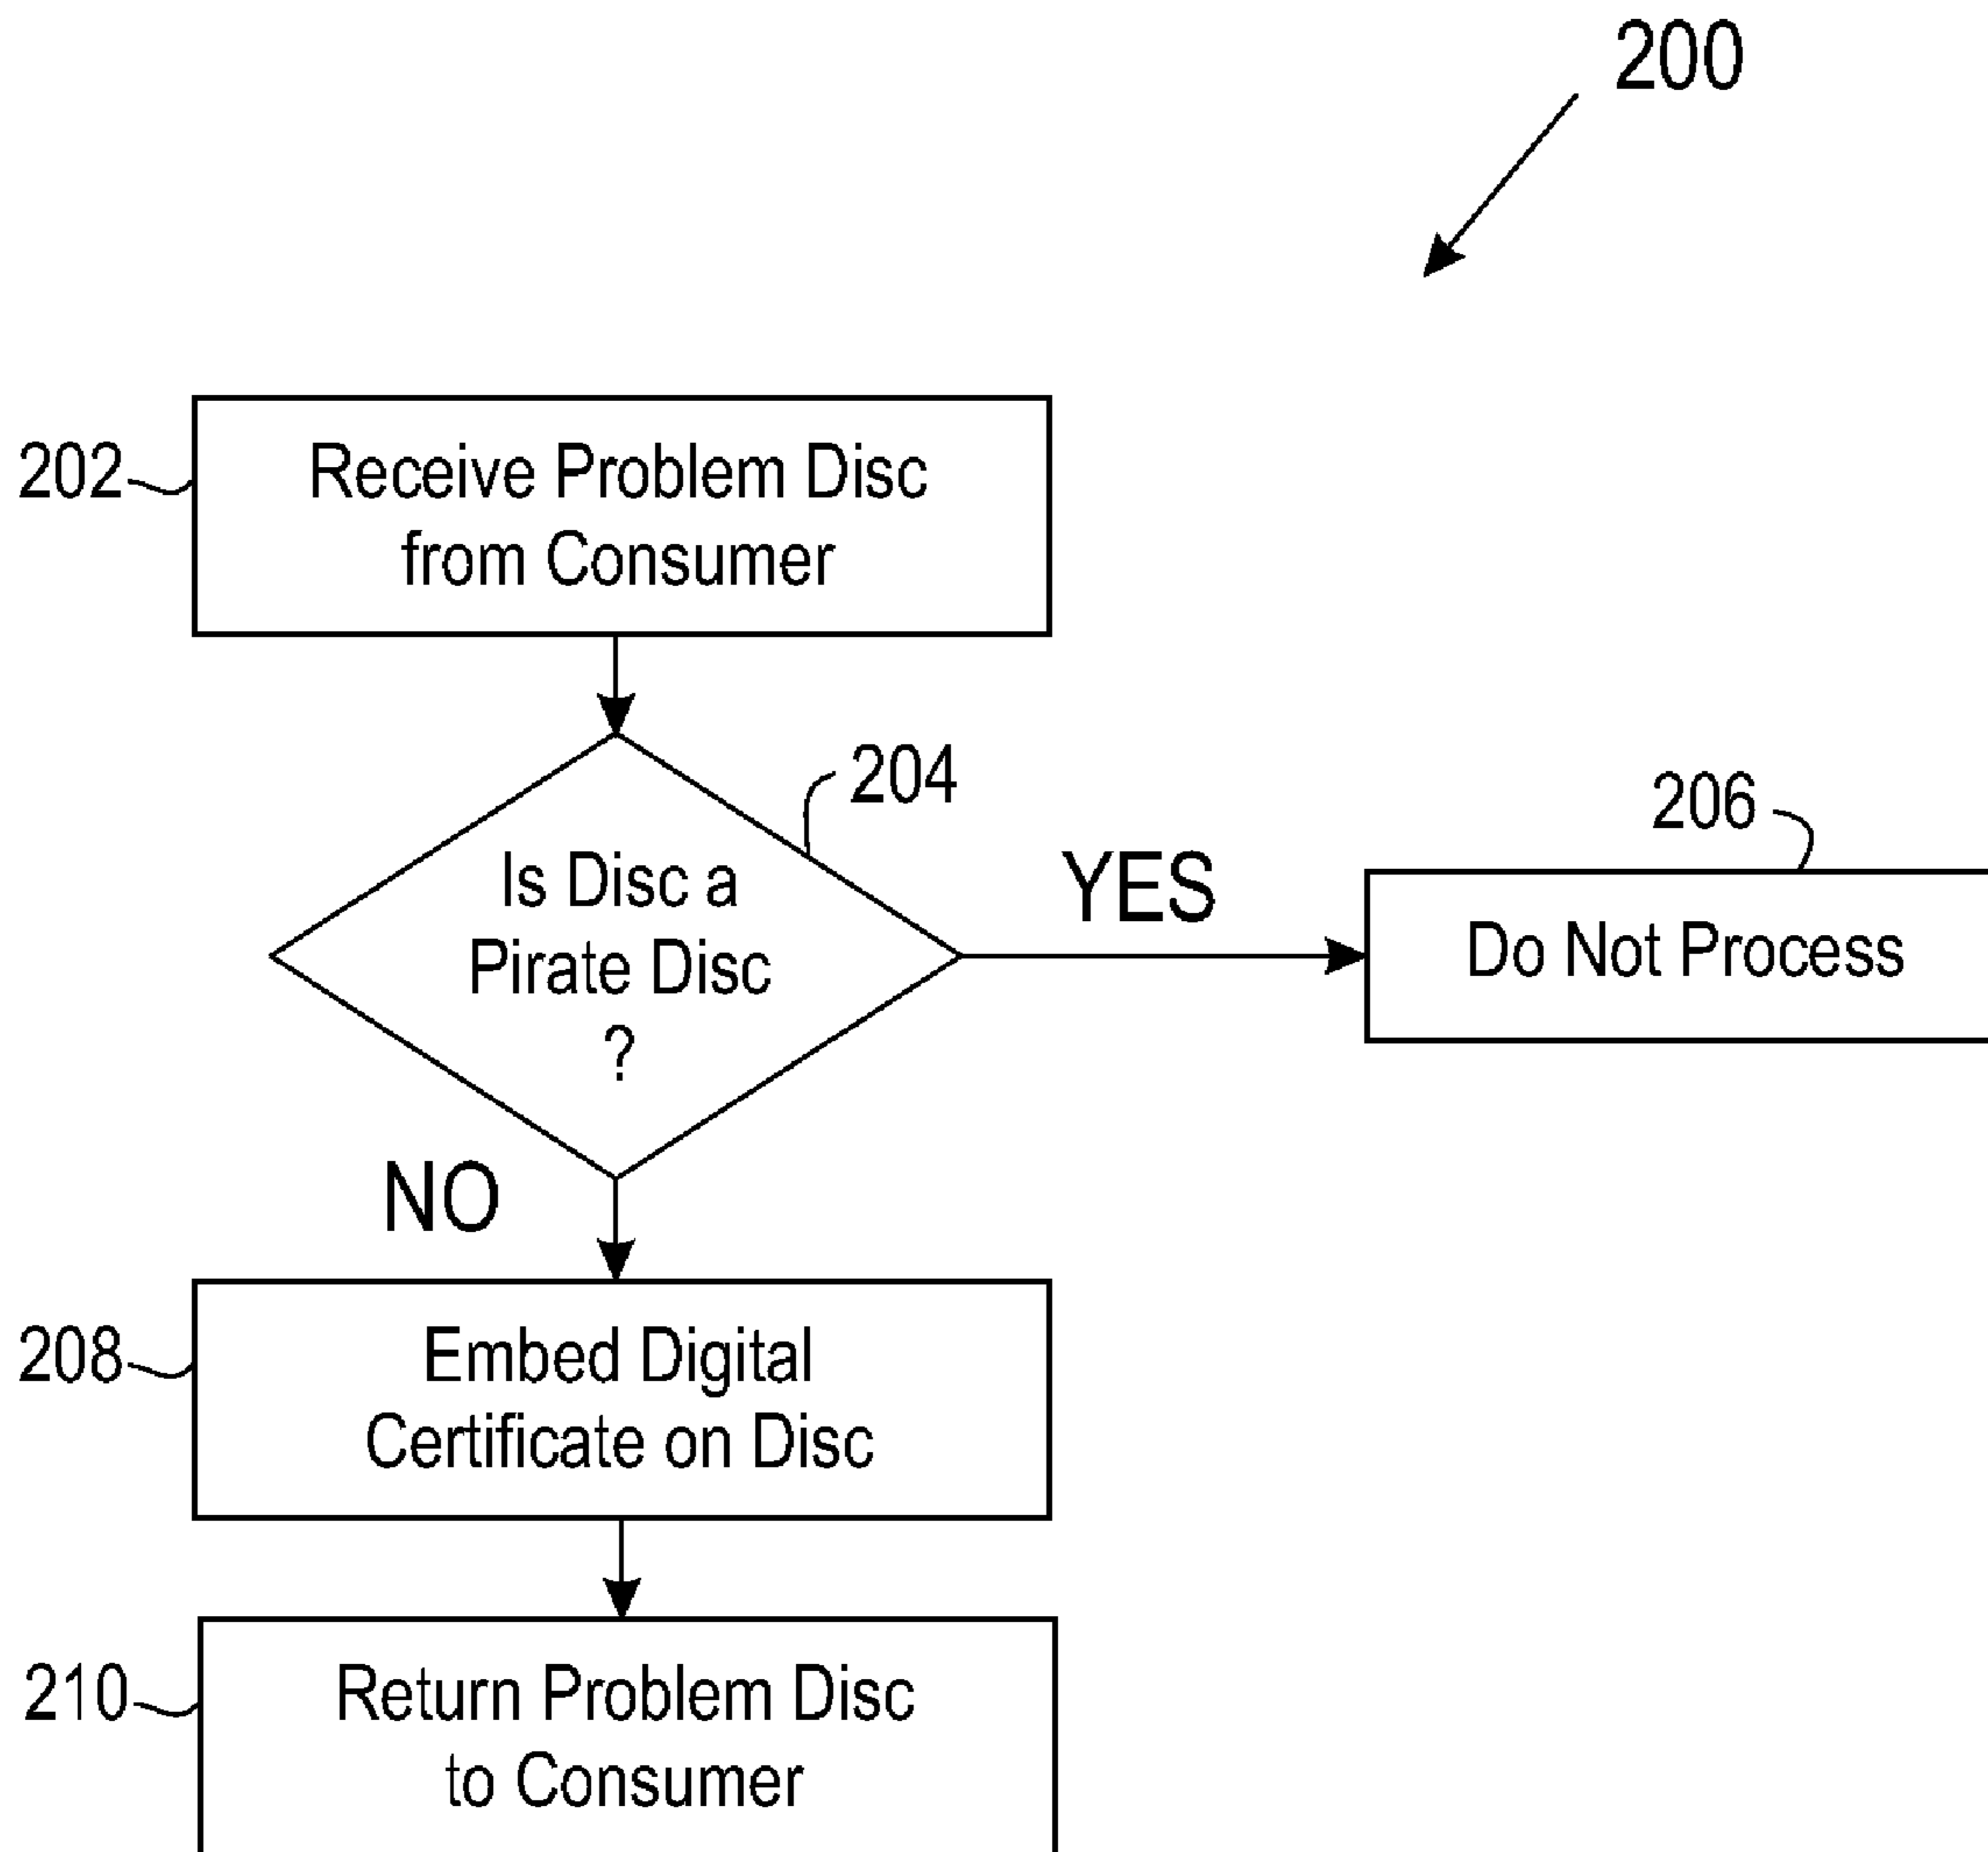 200
202
Receive Problem Disc
from Consumer
204
Is Disc a
Pirate Disc
?
YES
206
Do Not Process
NO
208
Embed Digital
Certificate on Disc
210
Return Problem Disc
to Consumer